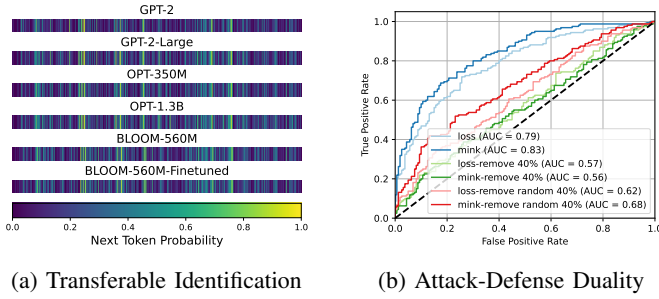 GPT-2
GPT-2-Large
OPT-350M
OPT-1.3B
BLOOM-560M
BLOOM-560M-Finetuned
0.0 0.2 0.4 0.6 0.8 1.0
Next Token Probability
(a) Transferable Identification
1.0
0.8
0.6
0.4
0.2
0.0
True Positive Rate
loss (AUC = 0.79)
mink (AUC = 0.83)
loss-remove 40% (AUC = 0.57)
mink-remove 40% (AUC = 0.56)
loss-remove random 40% (AUC = 0.62)
mink-remove random 40% (AUC = 0.68)
0.0 0.2 0.4 0.6 0.8 1.0
False Positive Rate
(b) Attack-Defense Duality